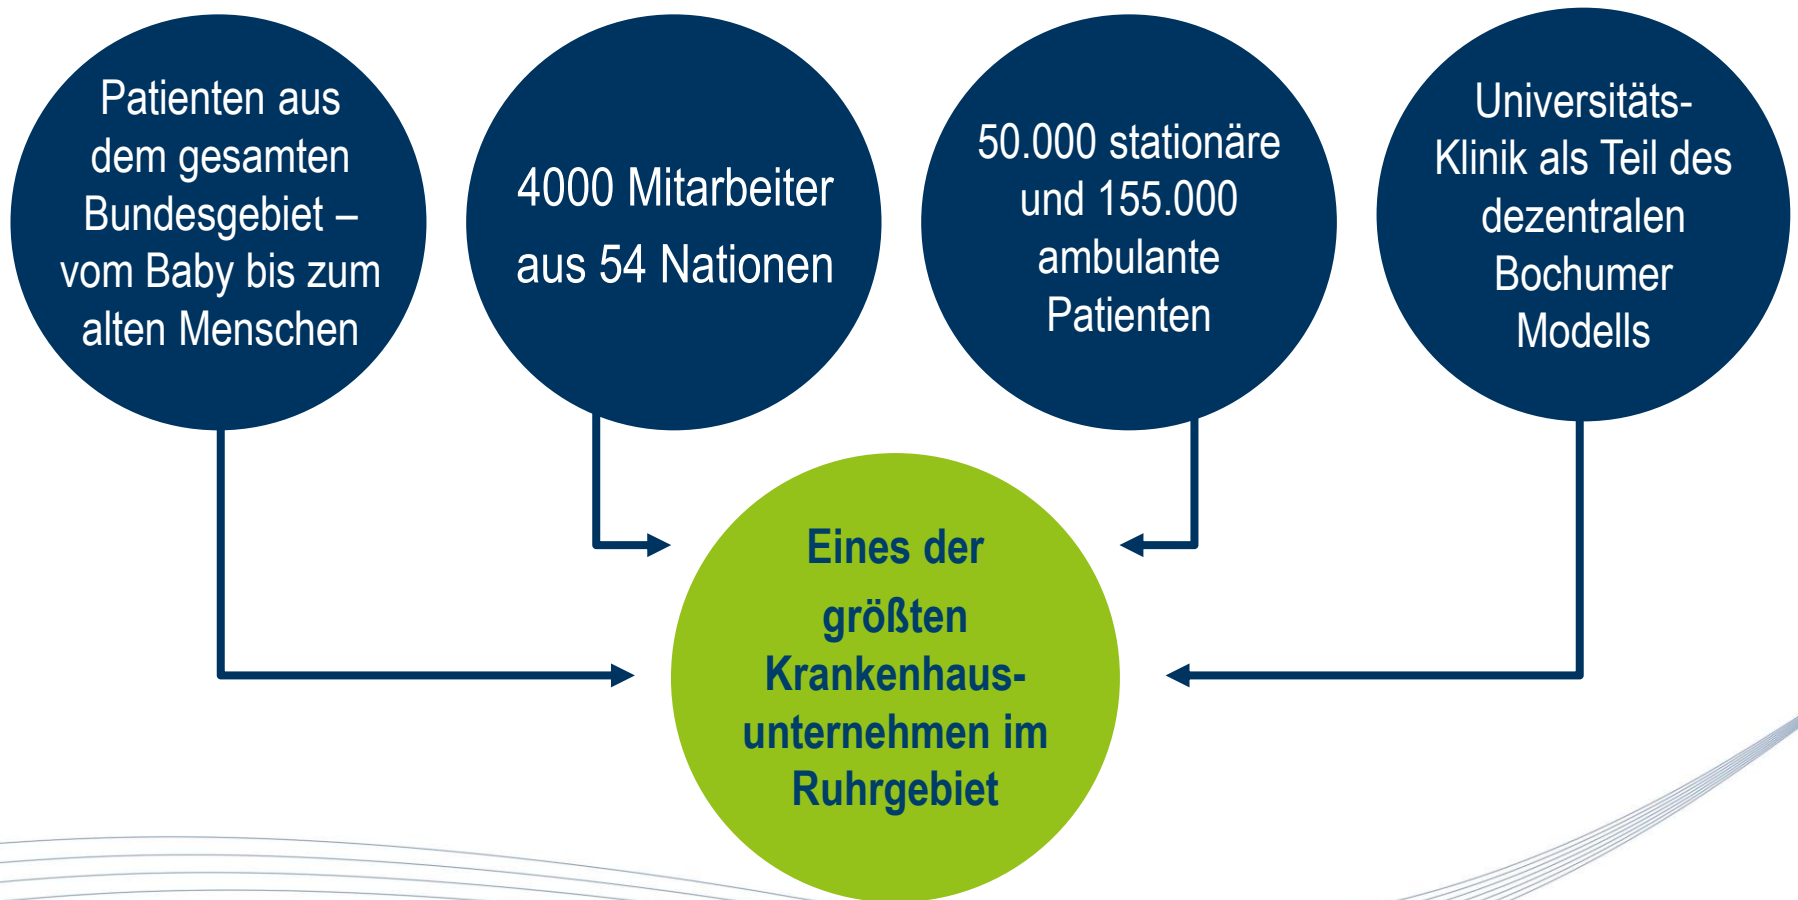 Patienten aus
dem gesamten
Bundesgebiet –
vom Baby bis zum
alten Menschen
4000 Mitarbeiter
aus 54 Nationen
50.000 stationäre
und 155.000
ambulante
Patienten
Universitäts-
Klinik als Teil des
dezentralen
Bochumer
Modells
Eines der
größten
Krankenhaus-
unternehmen im
Ruhrgebiet